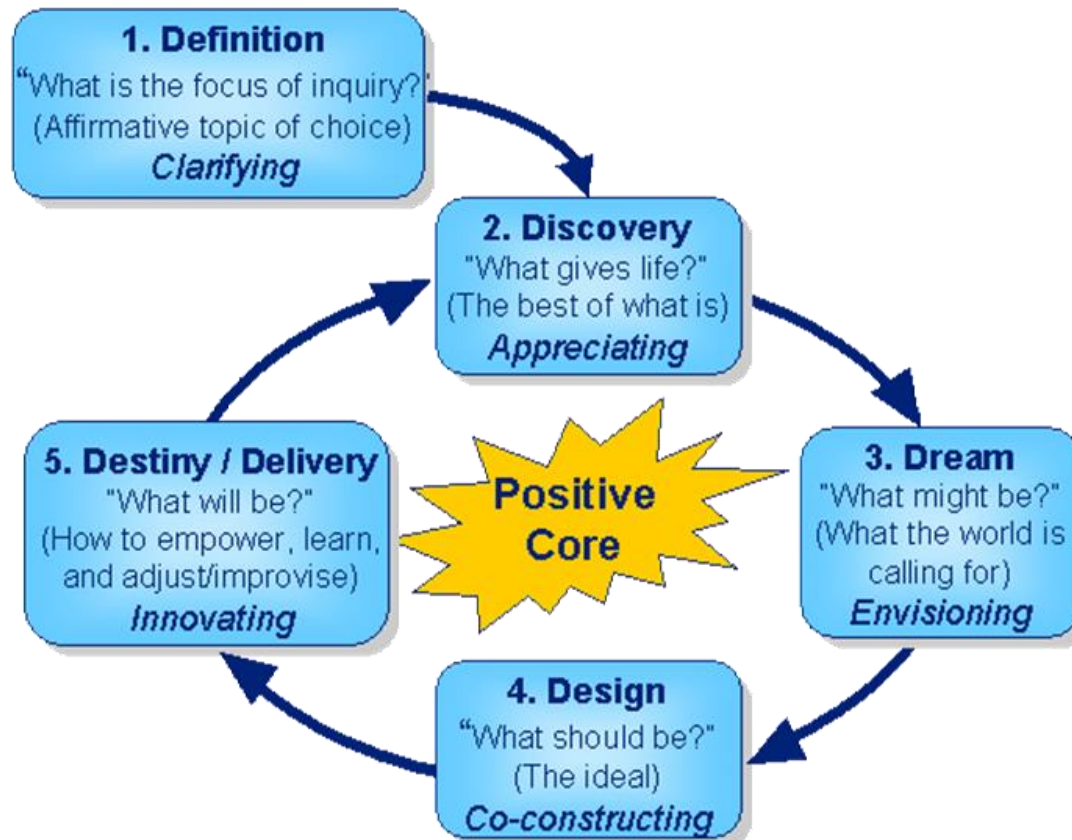 1. Definition
“What is the focus of inquiry?"
(Affirmative topic of choice)
Clarifying
2. Discovery
"What gives life?"
(The best of what is)
Appreciating
3. Dream
"What might be?"
(What the world is
calling for)
Envisioning
4. Design
“What should be?"
(The ideal)
Co-constructing
5. Destiny / Delivery
"What will be?"
(How to empower, learn,
and adjust/improvise)
Innovating
Positive
Core